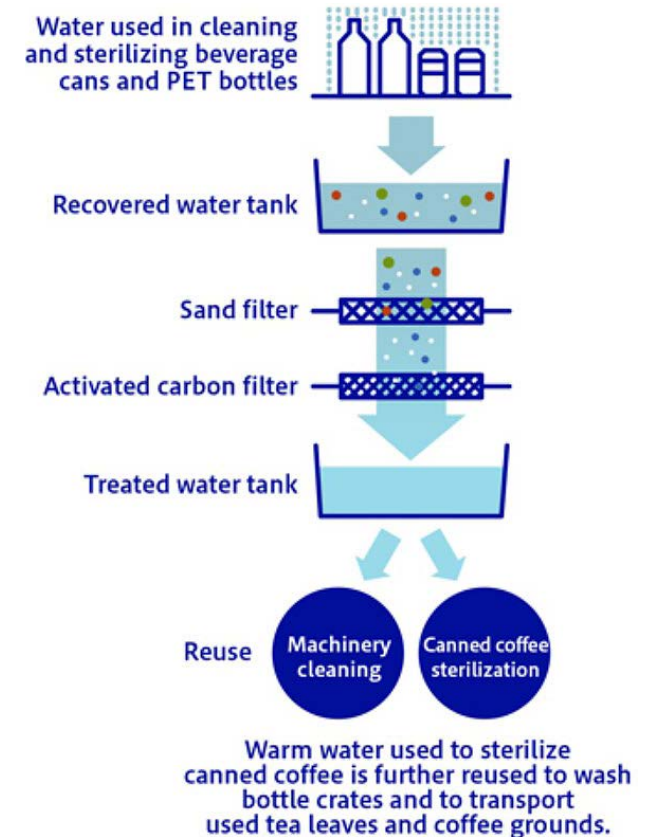 Water used in cleaning
and sterilizing beverage
cans and PET bottles
Recovered water tank
Sand filter
Activated carbon filter
Treated water tank
Reuse
Machinery
cleaning
Canned coffee
sterilization
Warm water used to sterilize
canned coffee is further reused to wash
bottle crates and to transport
used tea leaves and coffee grounds.